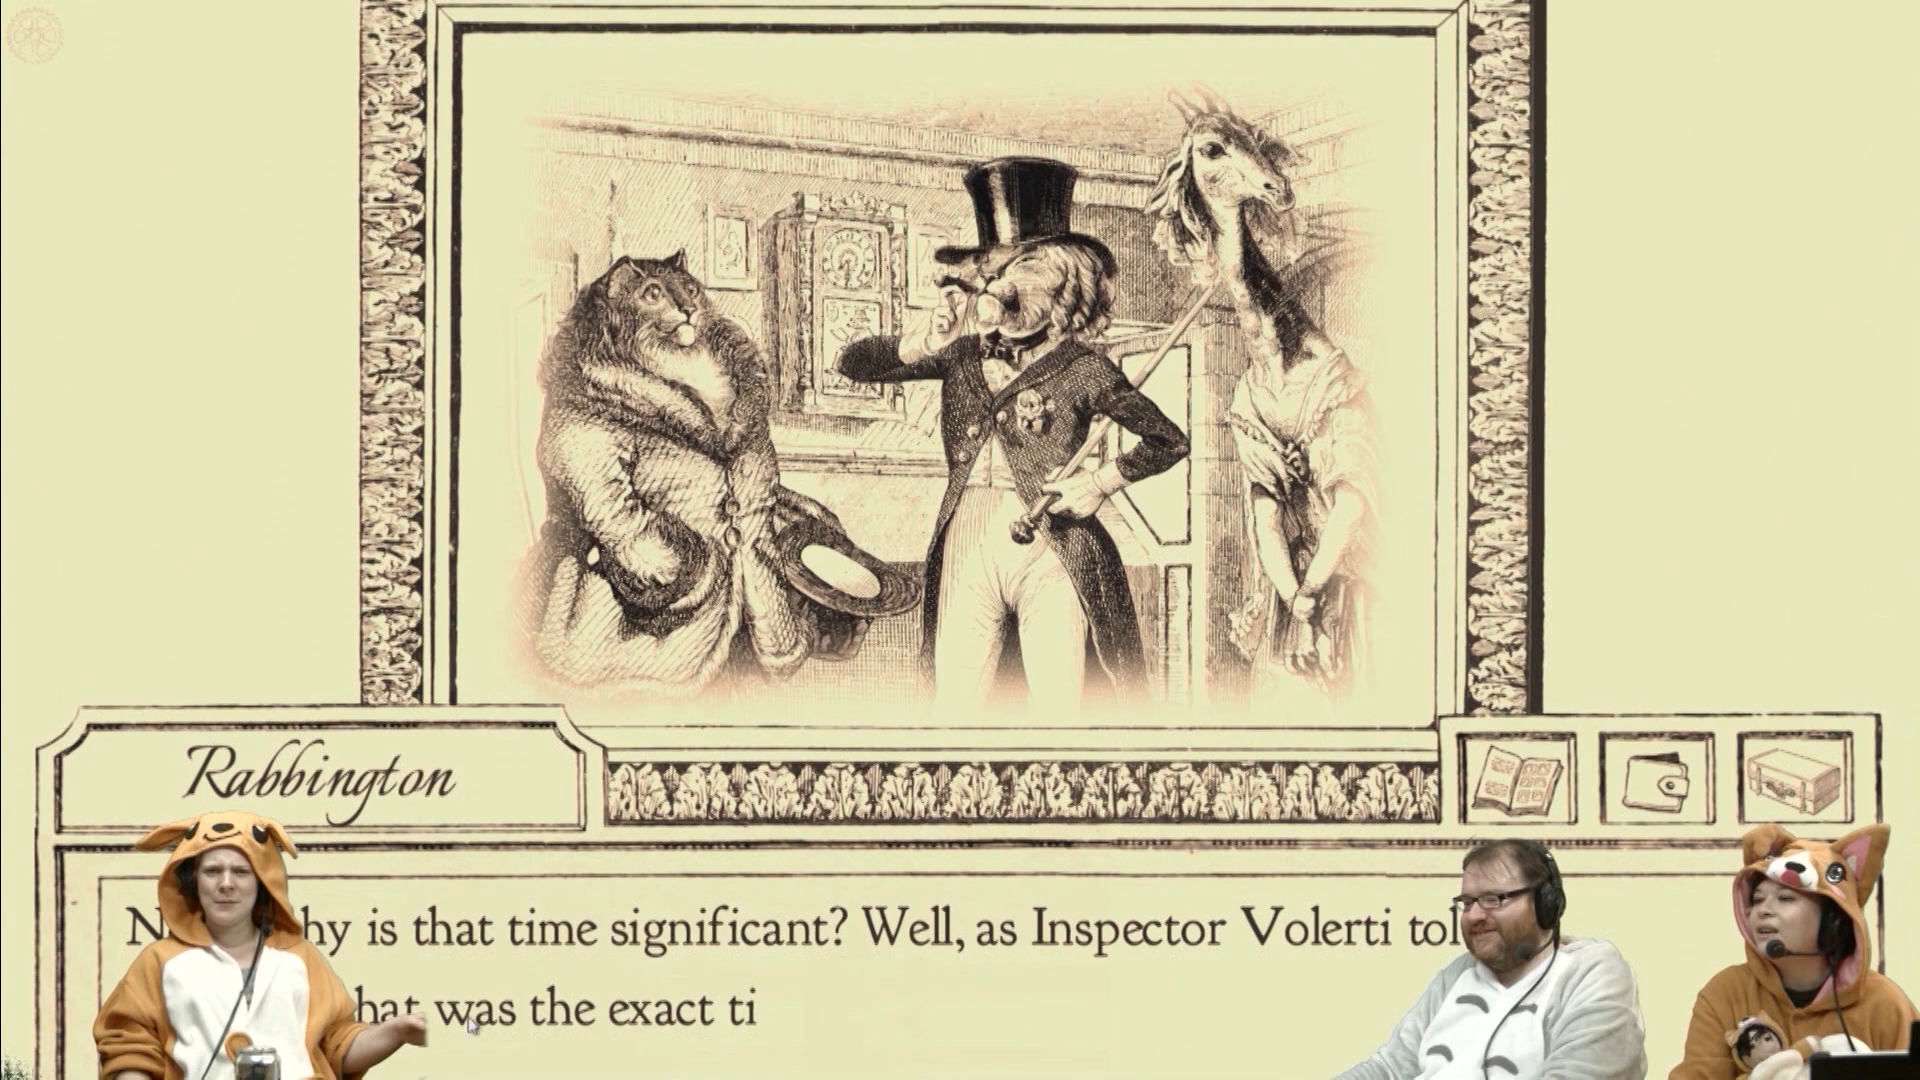 Rabbington
hy is that time significant? Well, as Inspector Volerti tol
hat was the exact ti